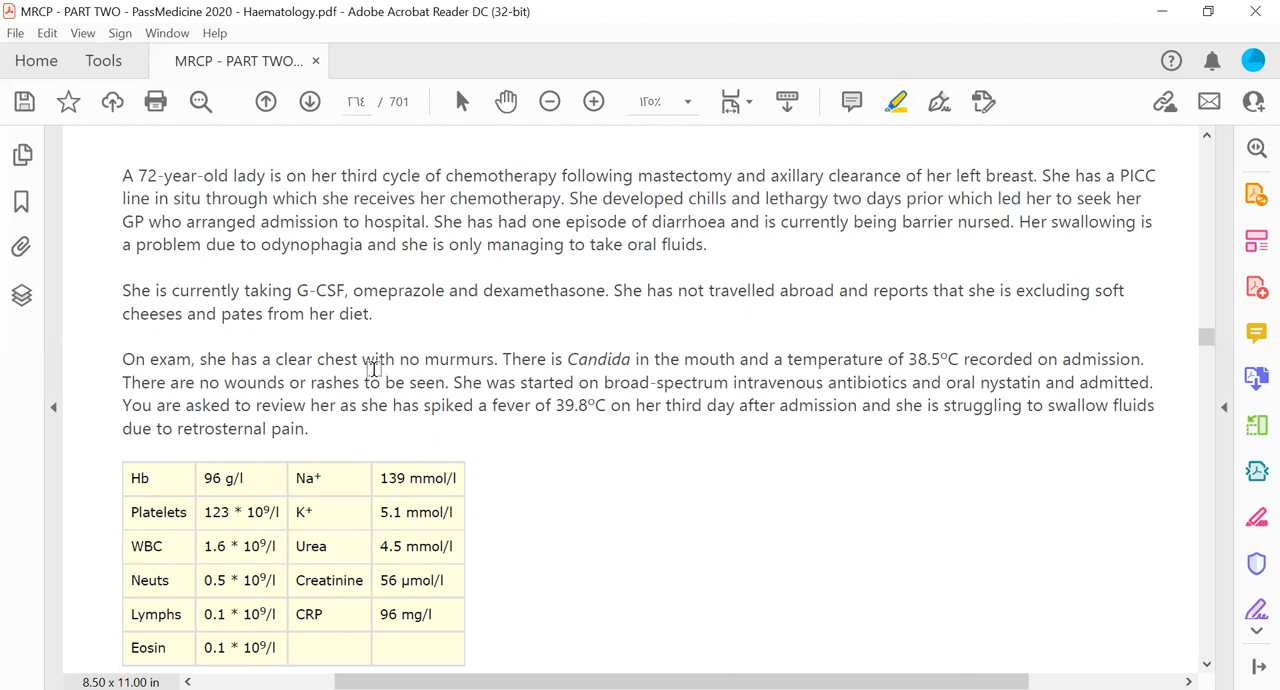 MRCP - PART TWO - PassMedicine 2020 - Haematology.pdf - Adobe Acrobat Reader DC (32-bit)
File Edit View Sign Window Help
Home Tools MRCP - PART TWO... ×
٢٣٤ / 701 ١٢٥%
A 72-year-old lady is on her third cycle of chemotherapy following mastectomy and axillary clearance of her left breast. She has a PICC
line in situ through which she receives her chemotherapy. She developed chills and lethargy two days prior which led her to seek her
GP who arranged admission to hospital. She has had one episode of diarrhoea and is currently being barrier nursed. Her swallowing is
a problem due to odynophagia and she is only managing to take oral fluids.
She is currently taking G-CSF, omeprazole and dexamethasone. She has not travelled abroad and reports that she is excluding soft
cheeses and pates from her diet.
On exam, she has a clear chest with no murmurs. There is Candida in the mouth and a temperature of 38.5ºC recorded on admission.
There are no wounds or rashes to be seen. She was started on broad-spectrum intravenous antibiotics and oral nystatin and admitted.
You are asked to review her as she has spiked a fever of 39.8ºC on her third day after admission and she is struggling to swallow fluids
due to retrosternal pain.
Hb 96 g/l Na⁺ 139 mmol/l
Platelets 123 * 10⁹/l K⁺ 5.1 mmol/l
WBC 1.6 * 10⁹/l Urea 4.5 mmol/l
Neuts 0.5 * 10⁹/l Creatinine 56 µmol/l
Lymphs 0.1 * 10⁹/l CRP 96 mg/l
Eosin 0.1 * 10⁹/l
8.50 x 11.00 in